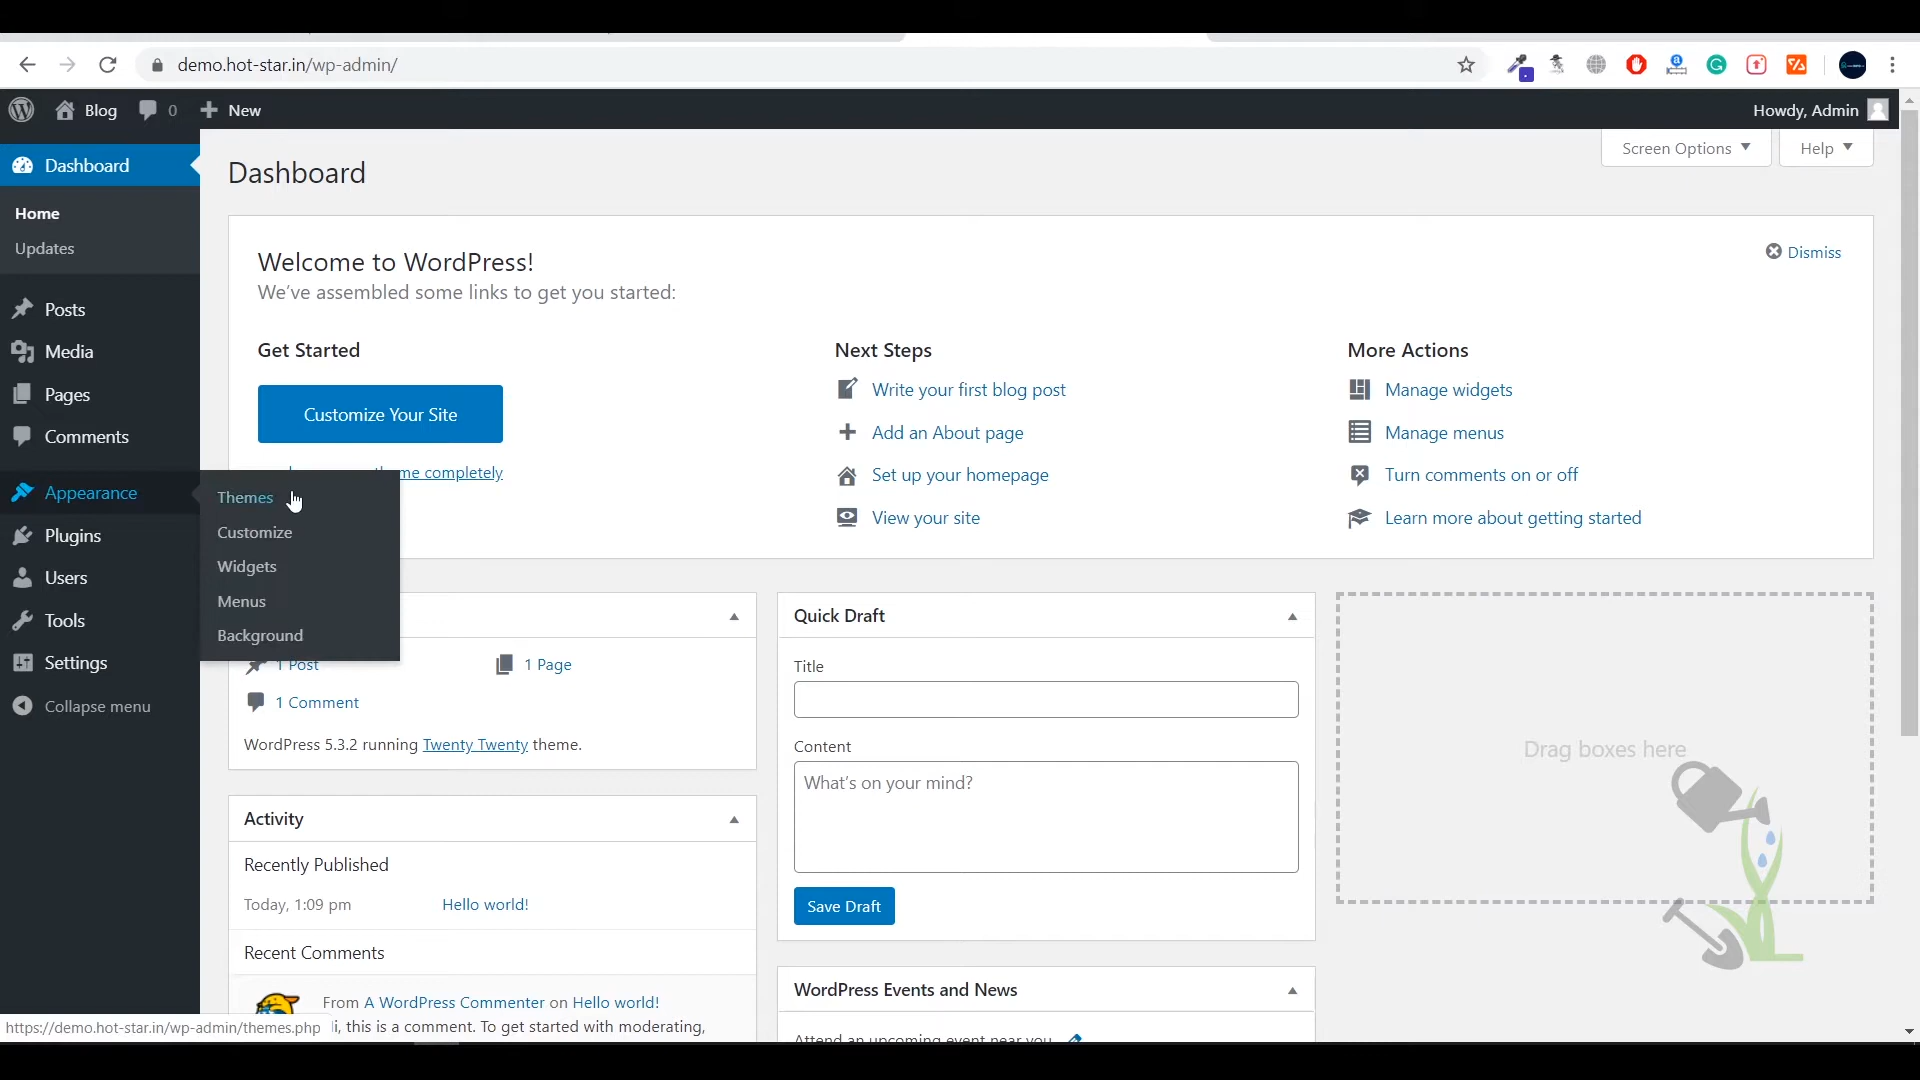 demo.hot-star.in/wp-admin/
Blog
0
New
Howdy, Admin
Dashboard
Home
Updates
Posts
Media
Pages
Comments
Appearance
Plugins
Users
Tools
Settings
Collapse menu
Themes
Customize
Widgets
Menus
Background
Dashboard
Screen Options
Help
Welcome to WordPress!
We've assembled some links to get you started:
Dismiss
Get Started
Customize Your Site
completely
Next Steps
Write your first blog post
Add an About page
Set up your homepage
View your site
More Actions
Manage widgets
Manage menus
Turn comments on or off
Learn more about getting started
1 Post
1 Page
1 Comment
WordPress 5.3.2 running Twenty Twenty theme.
Activity
Recently Published
Today, 1:09 pm
Hello world!
Recent Comments
From A WordPress Commenter on Hello world!
, this is a comment. To get started with moderating,
Quick Draft
Title
Content
What's on your mind?
Save Draft
WordPress Events and News
Attend an upcoming event near you
Drag boxes here
https://demo.hot-star.in/wp-admin/themes.php